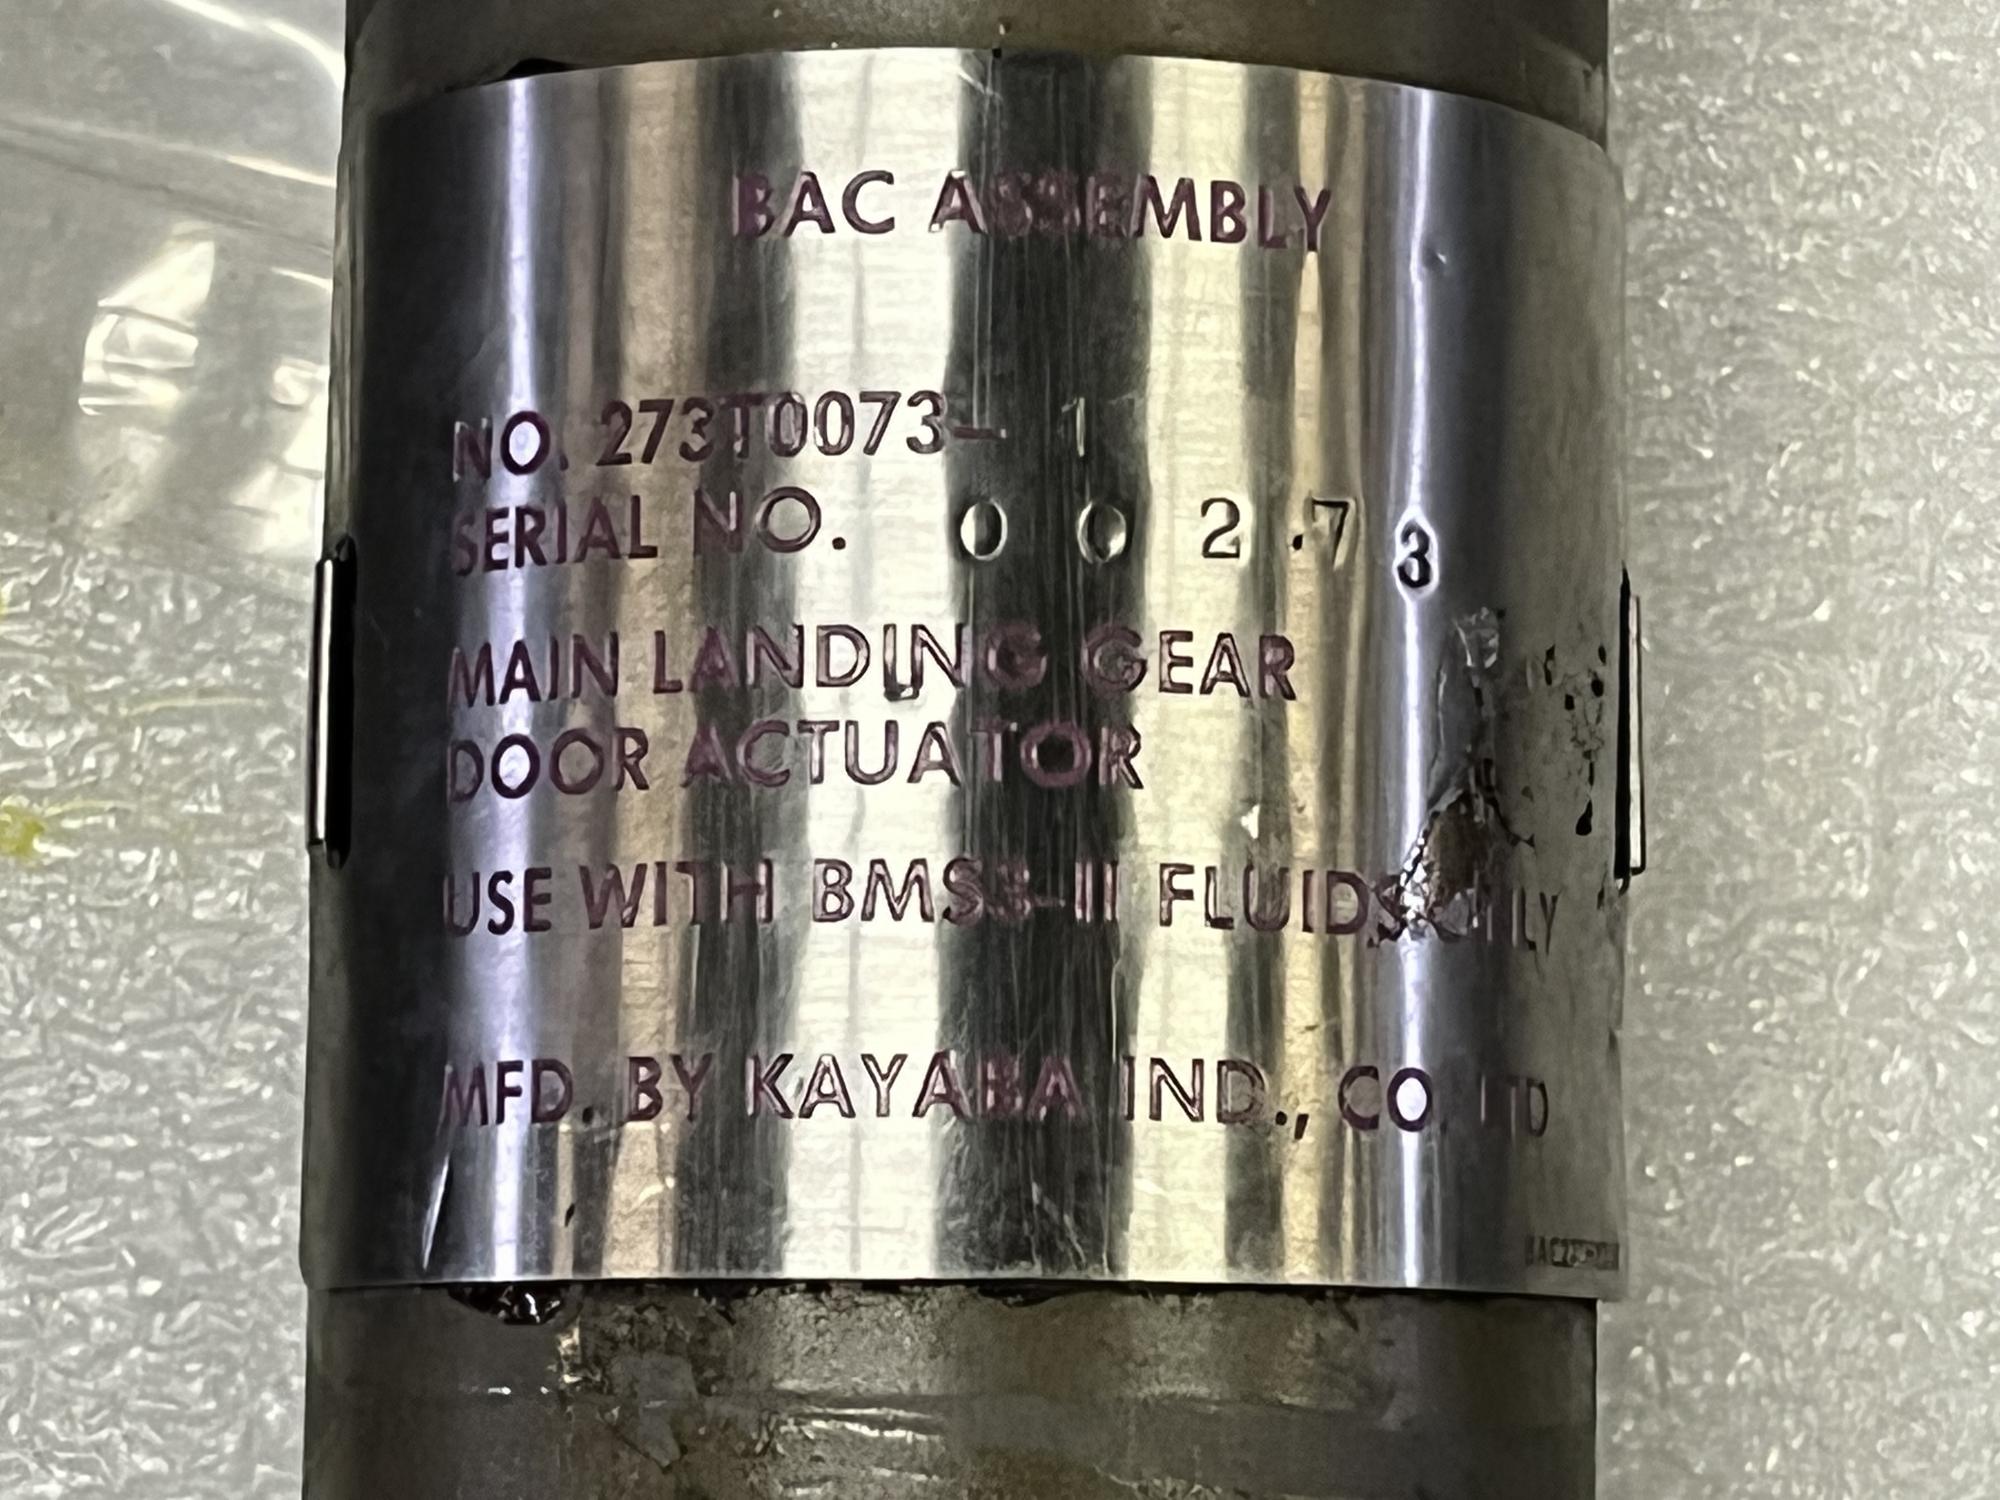 BAC ASSEMBLY
NO. 273T0073- 1
SERIAL NO. 0 0 2 7 3
MAIN LANDING GEAR
DOOR ACTUATOR
USE WITH BMS3-11 FLUIDS ONLY
MFD. BY KAYABA IND., CO. LTD